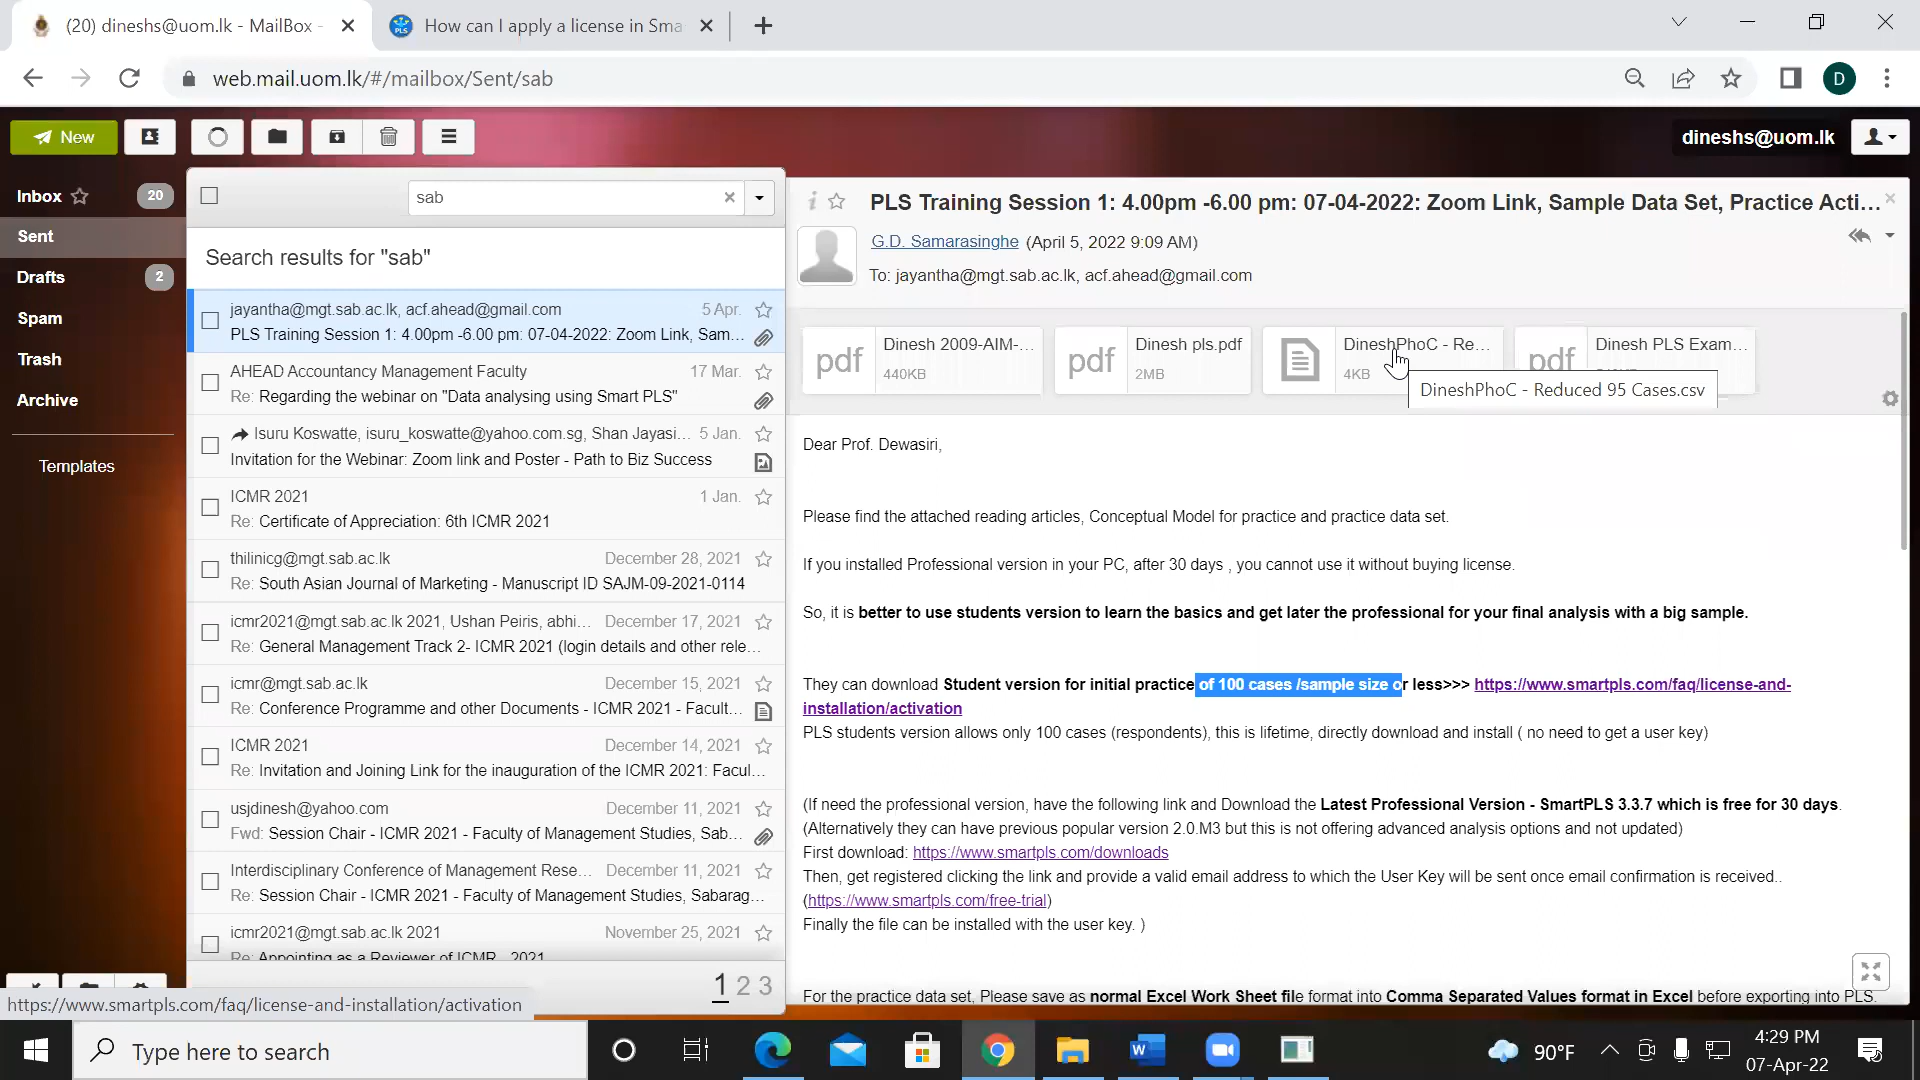 (20) dineshs@uom.lk - MailBox -
How can I apply a license in Sma
web.mail.uom.lk/#/mailbox/Sent/sab
D
New
dineshs@uom.lk
Inbox 20
Sent
Drafts 2
Spam
Trash
Archive
Templates
sab
Search results for "sab"
jayantha@mgt.sab.ac.lk, acf.ahead@gmail.com 5 Apr.
PLS Training Session 1: 4.00pm -6.00 pm: 07-04-2022: Zoom Link, Sam...
AHEAD Accountancy Management Faculty 17 Mar.
Re: Regarding the webinar on "Data analysing using Smart PLS"
Isuru Koswatte, isuru_koswatte@yahoo.com.sg, Shan Jayasi... 5 Jan.
Invitation for the Webinar: Zoom link and Poster - Path to Biz Success
ICMR 2021 1 Jan.
Re: Certificate of Appreciation: 6th ICMR 2021
thilinicg@mgt.sab.ac.lk December 28, 2021
Re: South Asian Journal of Marketing - Manuscript ID SAJM-09-2021-0114
icmr2021@mgt.sab.ac.lk 2021, Ushan Peiris, abhi... December 17, 2021
Re: General Management Track 2- ICMR 2021 (login details and other rele...
icmr@mgt.sab.ac.lk December 15, 2021
Re: Conference Programme and other Documents - ICMR 2021 - Facult...
ICMR 2021 December 14, 2021
Re: Invitation and Joining Link for the inauguration of the ICMR 2021: Facul...
usjdinesh@yahoo.com December 11, 2021
Fwd: Session Chair - ICMR 2021 - Faculty of Management Studies, Sab...
Interdisciplinary Conference of Management Rese... December 11, 2021
Re: Session Chair - ICMR 2021 - Faculty of Management Studies, Sabarag...
icmr2021@mgt.sab.ac.lk 2021 November 25, 2021
Re: Appointing as a Reviewer of ICMR - 2021
1 2 3
https://www.smartpls.com/faq/license-and-installation/activation
PLS Training Session 1: 4.00pm -6.00 pm: 07-04-2022: Zoom Link, Sample Data Set, Practice Acti...
G.D. Samarasinghe (April 5, 2022 9:09 AM)
To: jayantha@mgt.sab.ac.lk, acf.ahead@gmail.com
pdf Dinesh 2009-AIM-... 440KB
pdf Dinesh pls.pdf 2MB
DineshPhoC - Re... 4KB
pdf Dinesh PLS Exam...
DineshPhoC - Reduced 95 Cases.csv
Dear Prof. Dewasiri,
Please find the attached reading articles, Conceptual Model for practice and practice data set.
If you installed Professional version in your PC, after 30 days , you cannot use it without buying license.
So, it is better to use students version to learn the basics and get later the professional for your final analysis with a big sample.
They can download Student version for initial practice of 100 cases /sample size or less>>> https://www.smartpls.com/faq/license-and-
installation/activation
PLS students version allows only 100 cases (respondents), this is lifetime, directly download and install ( no need to get a user key)
(If need the professional version, have the following link and Download the Latest Professional Version - SmartPLS 3.3.7 which is free for 30 days.
(Alternatively they can have previous popular version 2.0.M3 but this is not offering advanced analysis options and not updated)
First download: https://www.smartpls.com/downloads
Then, get registered clicking the link and provide a valid email address to which the User Key will be sent once email confirmation is received..
(https://www.smartpls.com/free-trial)
Finally the file can be installed with the user key. )
For the practice data set, Please save as normal Excel Work Sheet file format into Comma Separated Values format in Excel before exporting into PLS.
Type here to search
90°F
4:29 PM
07-Apr-22